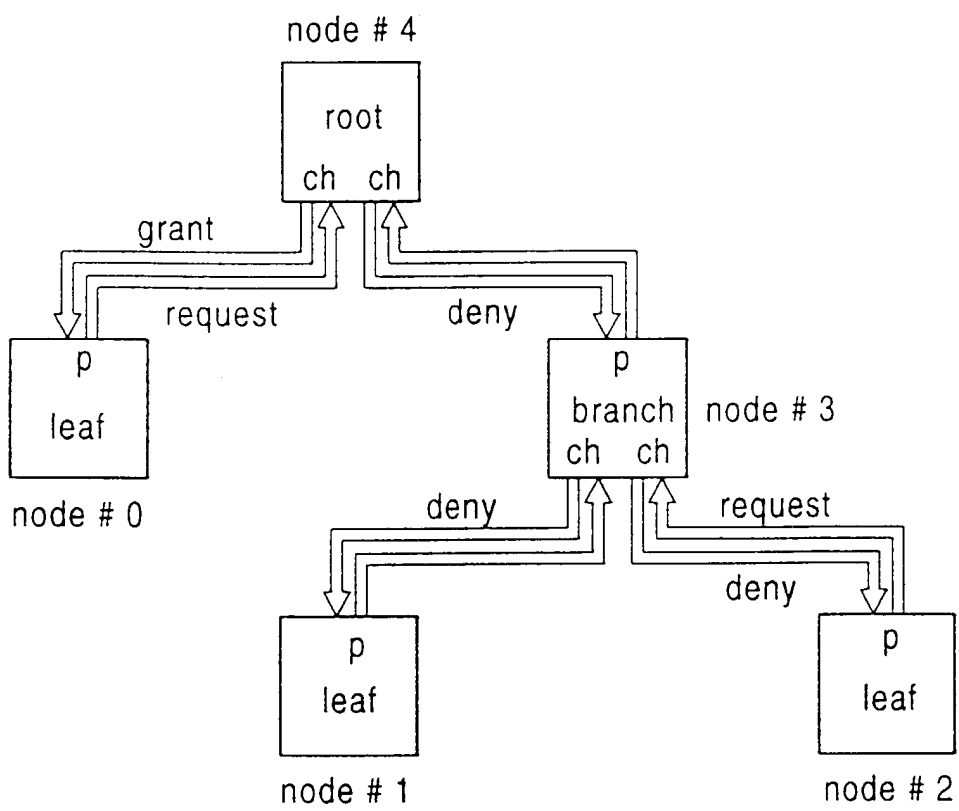 node # 4
root
ch ch
grant
request
deny
p
leaf
node # 0
p
branch
ch ch
node # 3
deny
request
deny
p
leaf
node # 1
p
leaf
node # 2